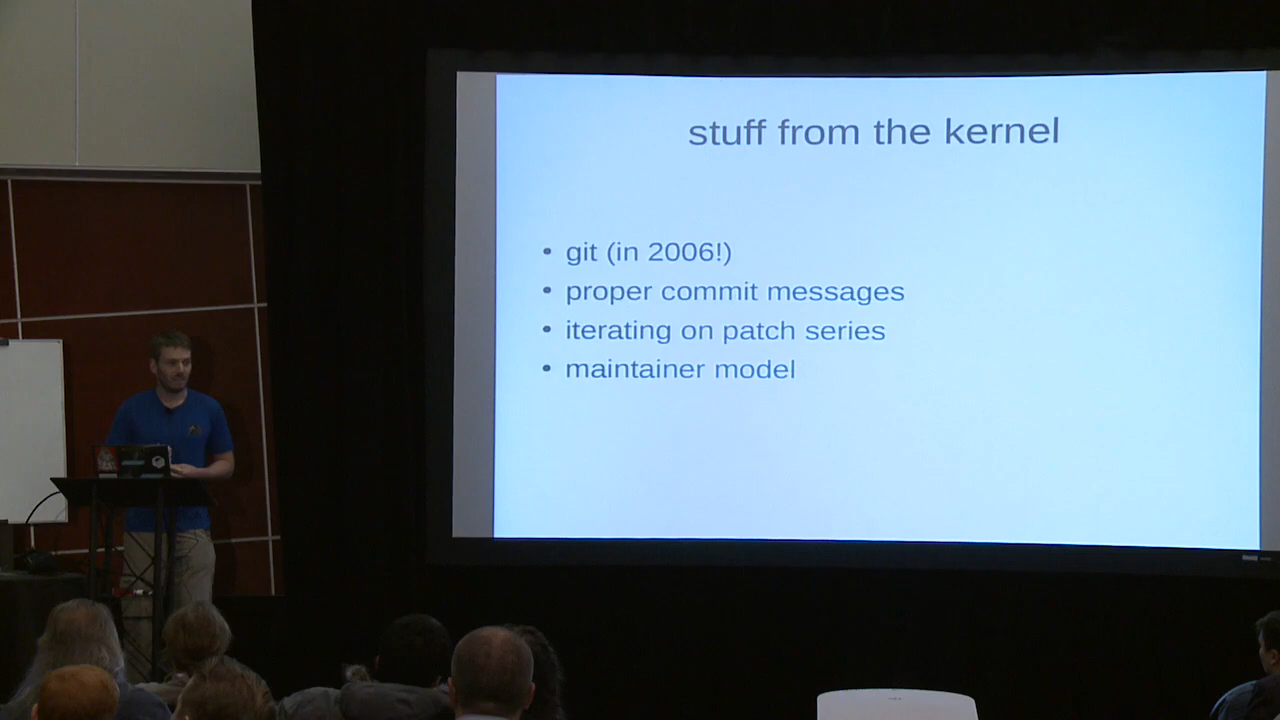 stuff from the kernel
• git (in 2006!)
• proper commit messages
• iterating on patch series
• maintainer model